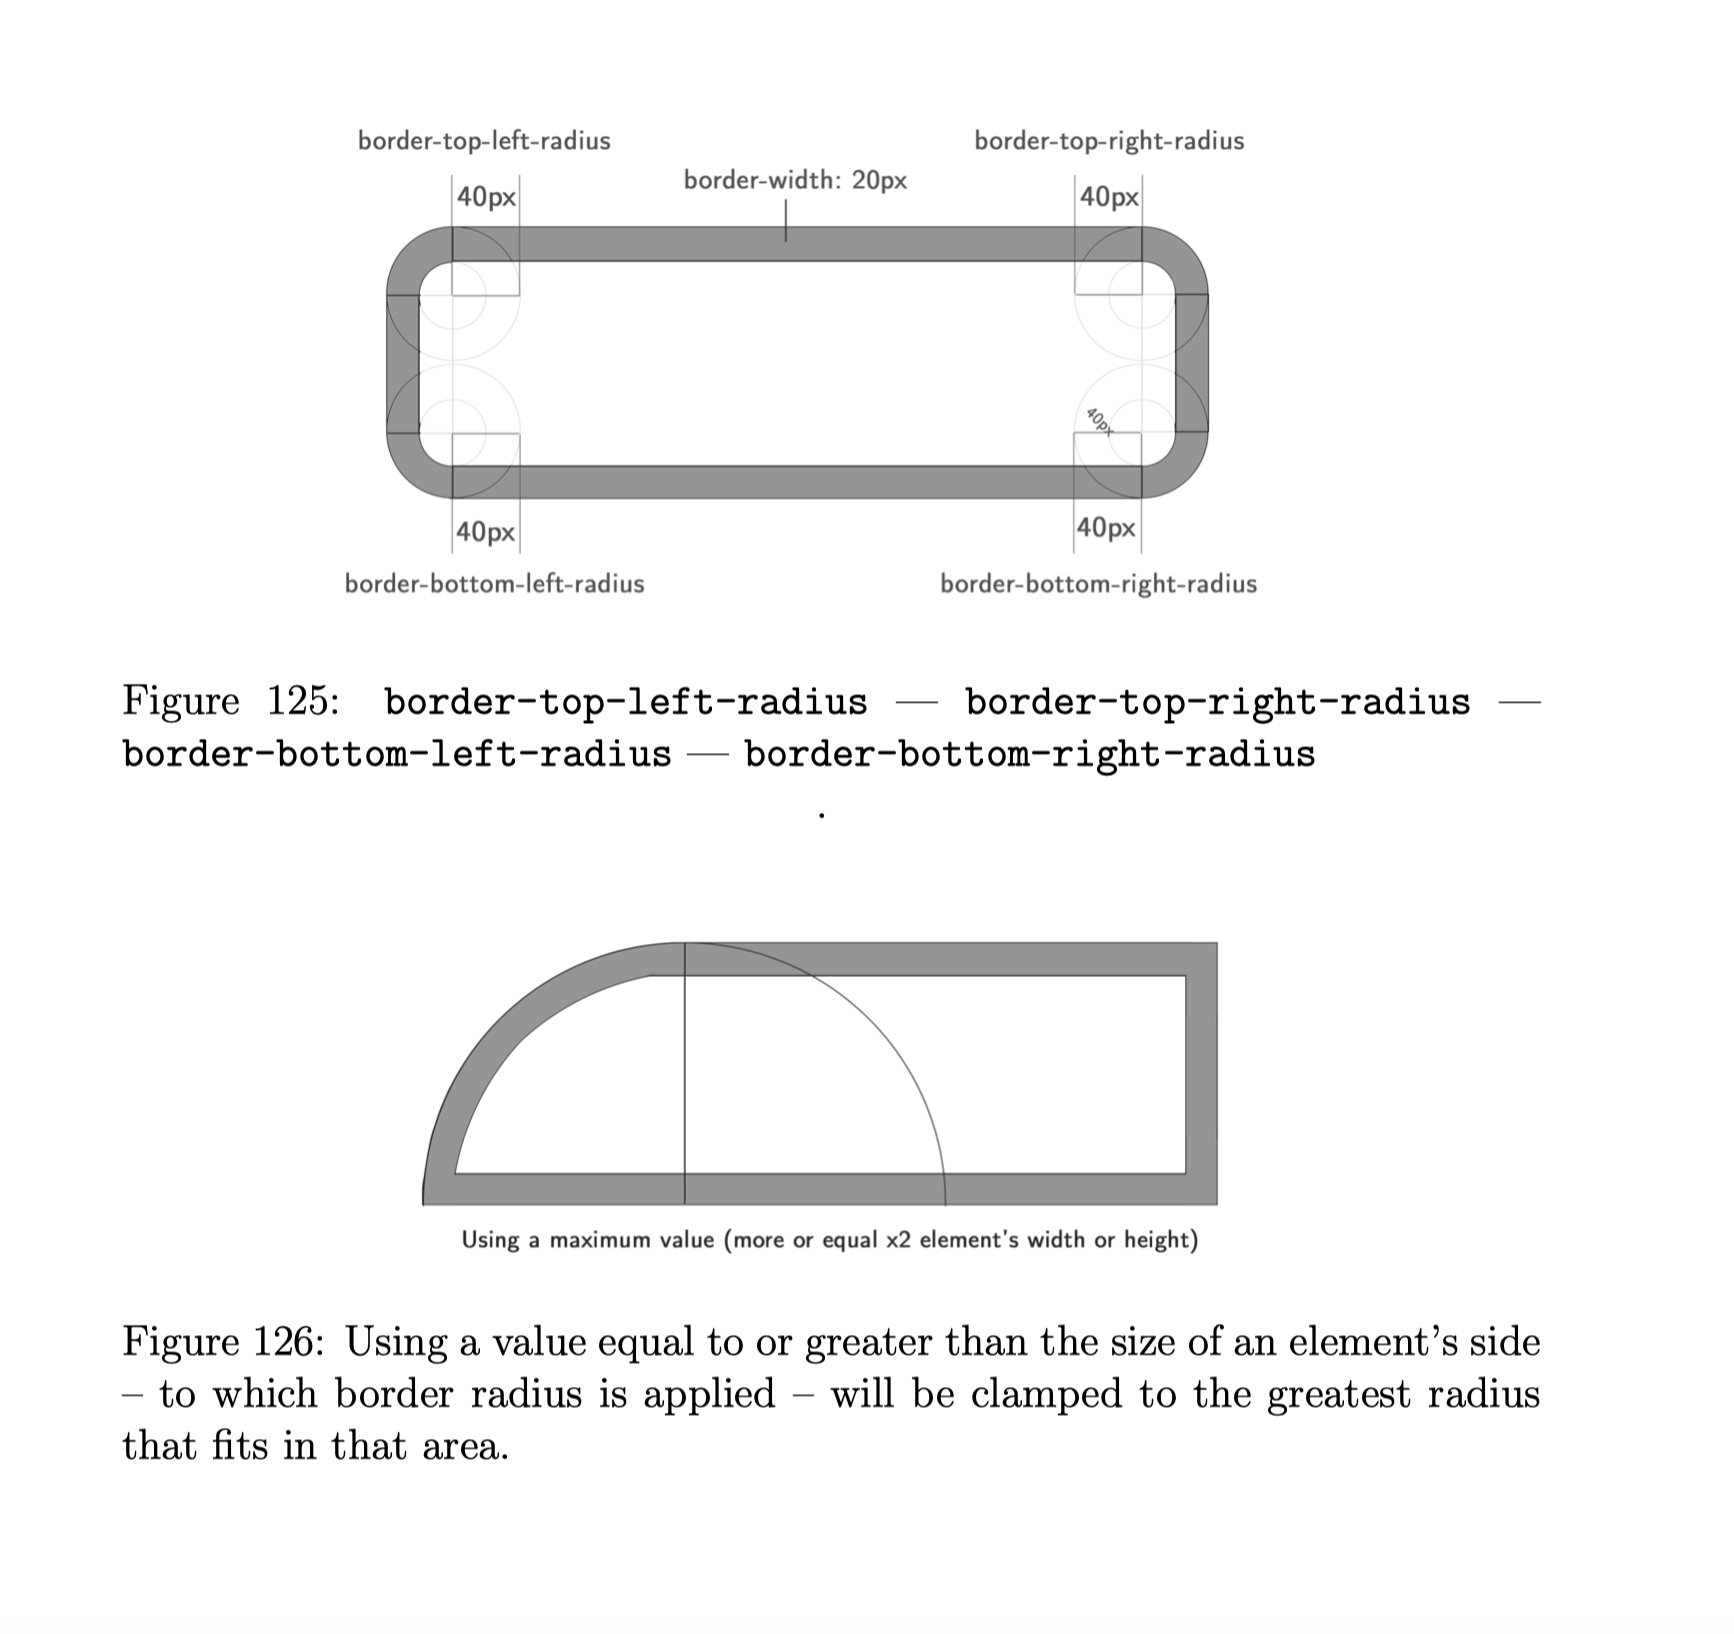 border-top-left-radius border-top-right-radius
border-width: 20px
40px 40px
40px
40px 40px
border-bottom-left-radius border-bottom-right-radius
Figure 125: border-top-left-radius — border-top-right-radius —
border-bottom-left-radius — border-bottom-right-radius
.
Using a maximum value (more or equal x2 element's width or height)
Figure 126: Using a value equal to or greater than the size of an element’s side
– to which border radius is applied – will be clamped to the greatest radius
that fits in that area.